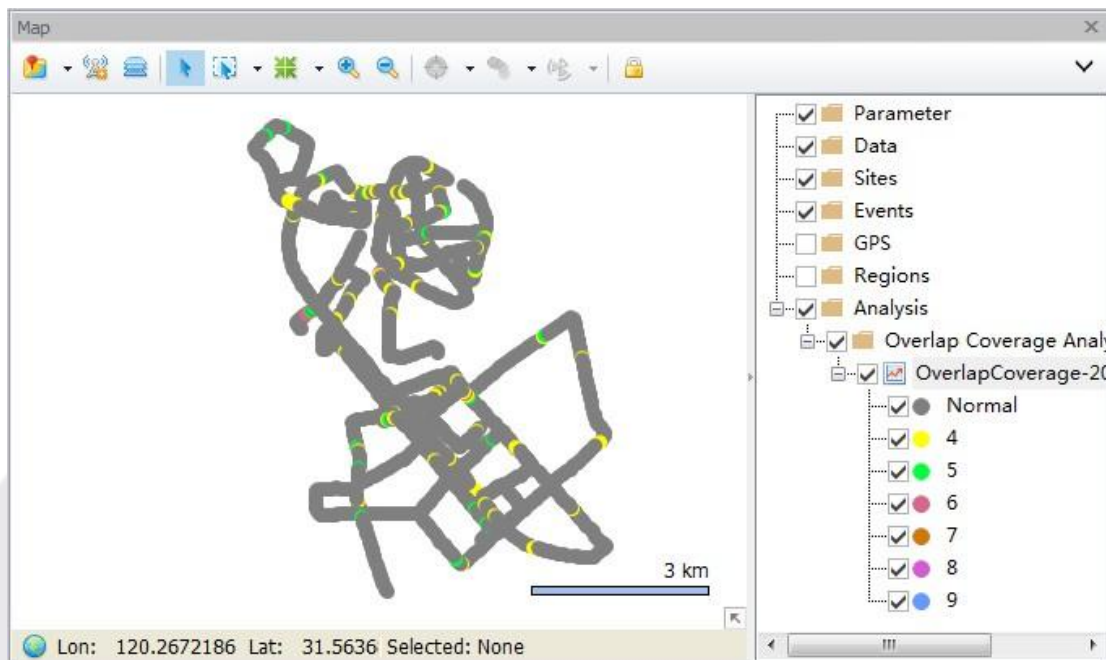 Map
Parameter
Data
Sites
Events
GPS
Regions
Analysis
Overlap Coverage Analy
OverlapCoverage-20
Normal
4
5
6
7
8
9
3 km
Lon: 120.2672186 Lat: 31.5636 Selected: None